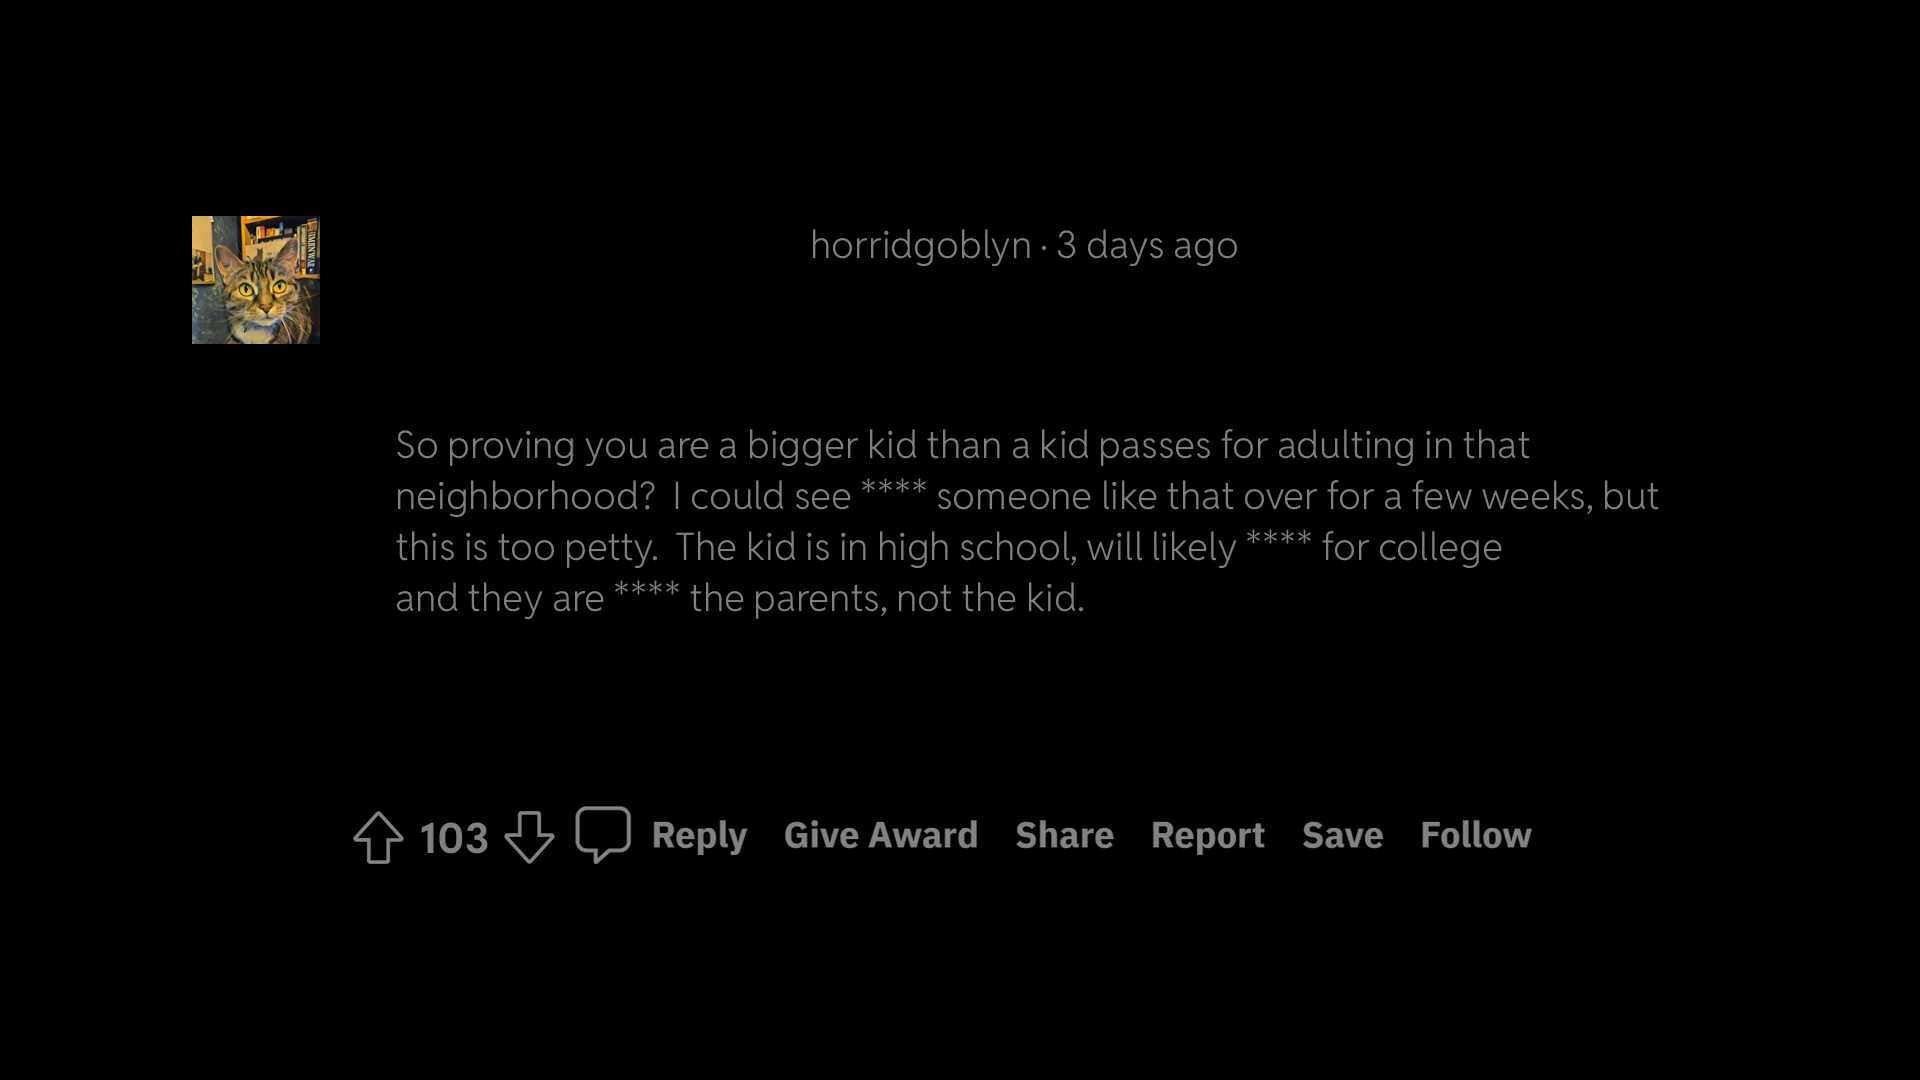 horridgoblyn · 3 days ago
So proving you are a bigger kid than a kid passes for adulting in that
neighborhood?  I could see **** someone like that over for a few weeks, but
this is too petty.  The kid is in high school, will likely **** for college
and they are **** the parents, not the kid.
103 Reply Give Award Share Report Save Follow